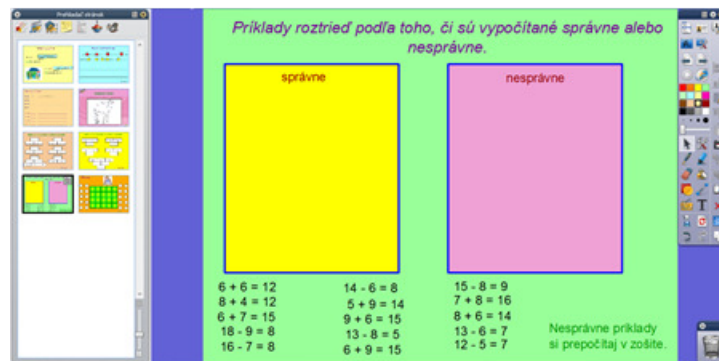 Prehliadač stránok
Príklady roztrieď podľa toho, či sú vypočítané správne alebo
nesprávne.
správne
nesprávne
6 + 6 = 12
8 + 4 = 12
6 + 7 = 15
18 - 9 = 8
16 - 7 = 8
14 - 6 = 8
5 + 9 = 14
9 + 6 = 15
13 - 8 = 5
6 + 9 = 15
15 - 8 = 9
7 + 8 = 16
8 + 6 = 14
13 - 6 = 7
12 - 5 = 7
Nesprávne príklady
si prepočítaj v zošite.